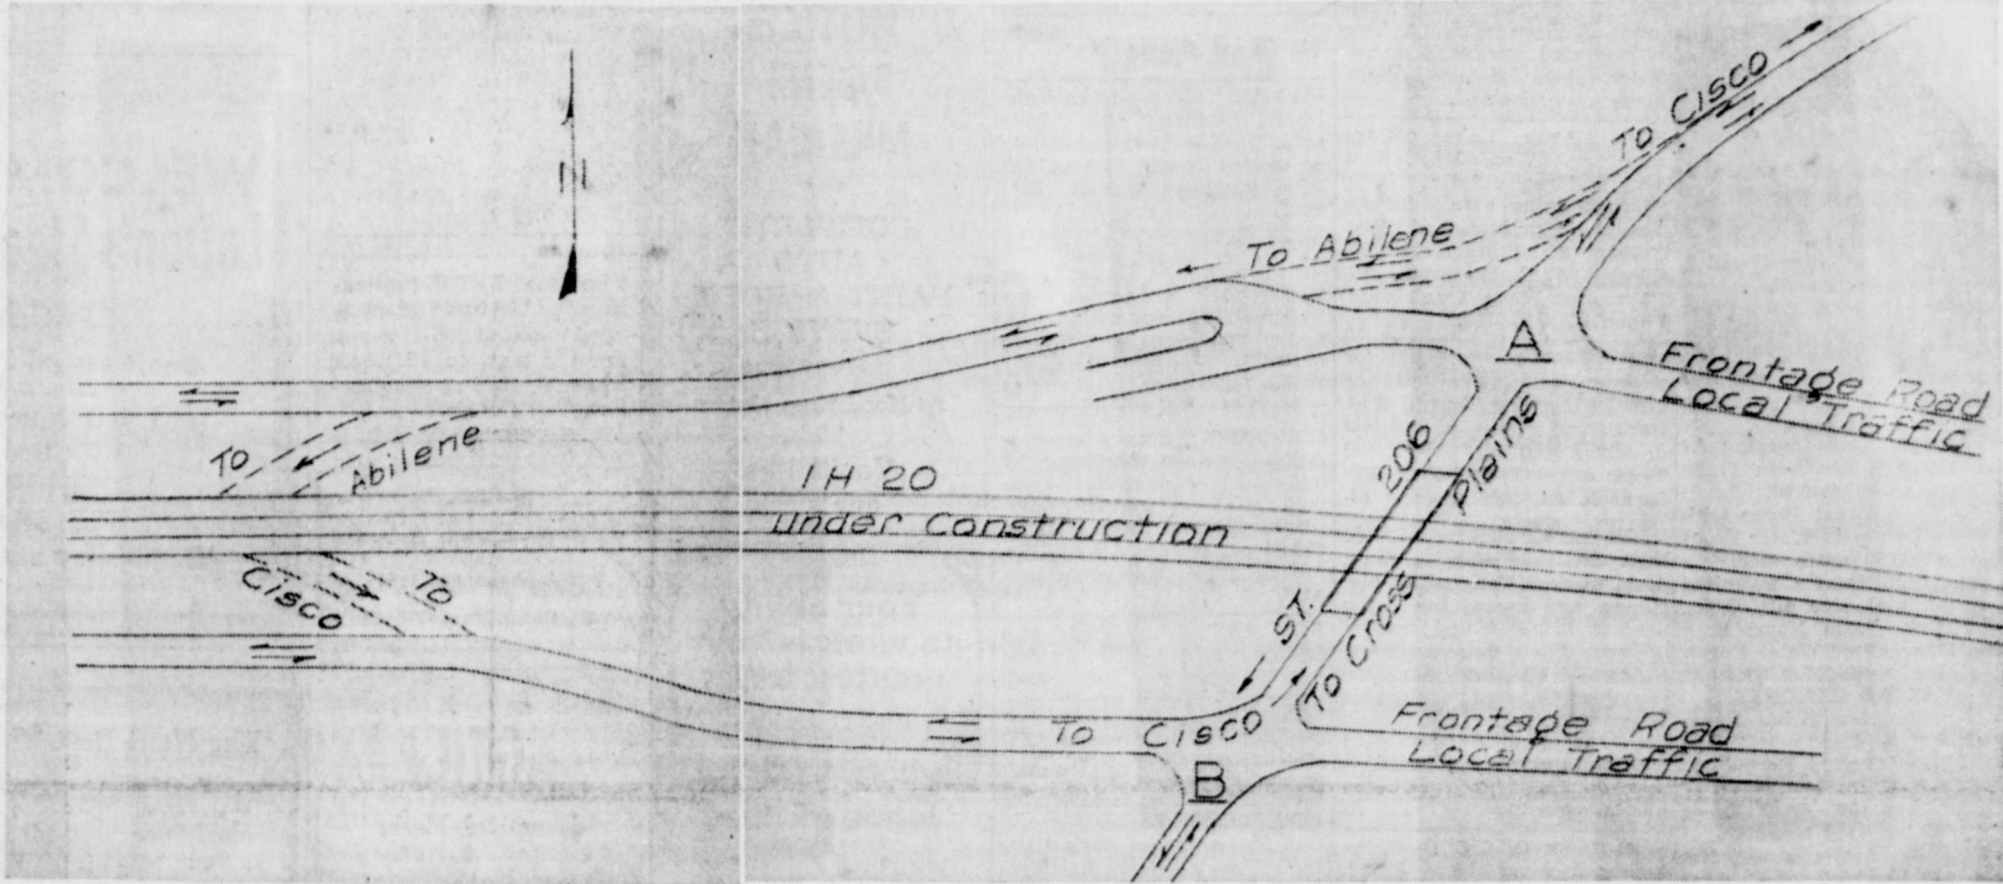 N
To Cisco
To Abilene
A
Frontage Road
Local Traffic
To Abilene
206
Plains
IH 20
under Construction
Cisco
To
ST.
To Cross
To Cisco
Frontage Road
Local Traffic
B